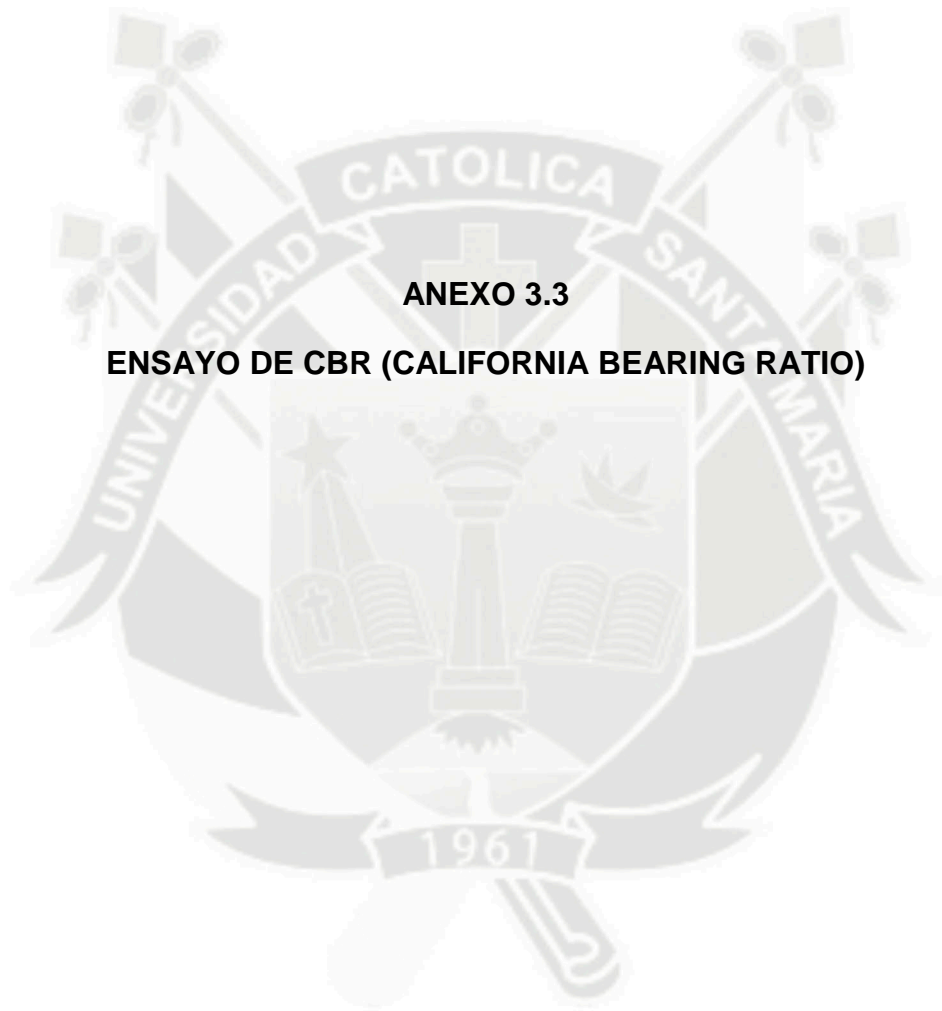 CATOLICA
UNIVERSIDAD
SANTA MARIA
ANEXO 3.3
ENSAYO DE CBR (CALIFORNIA BEARING RATIO)
1961